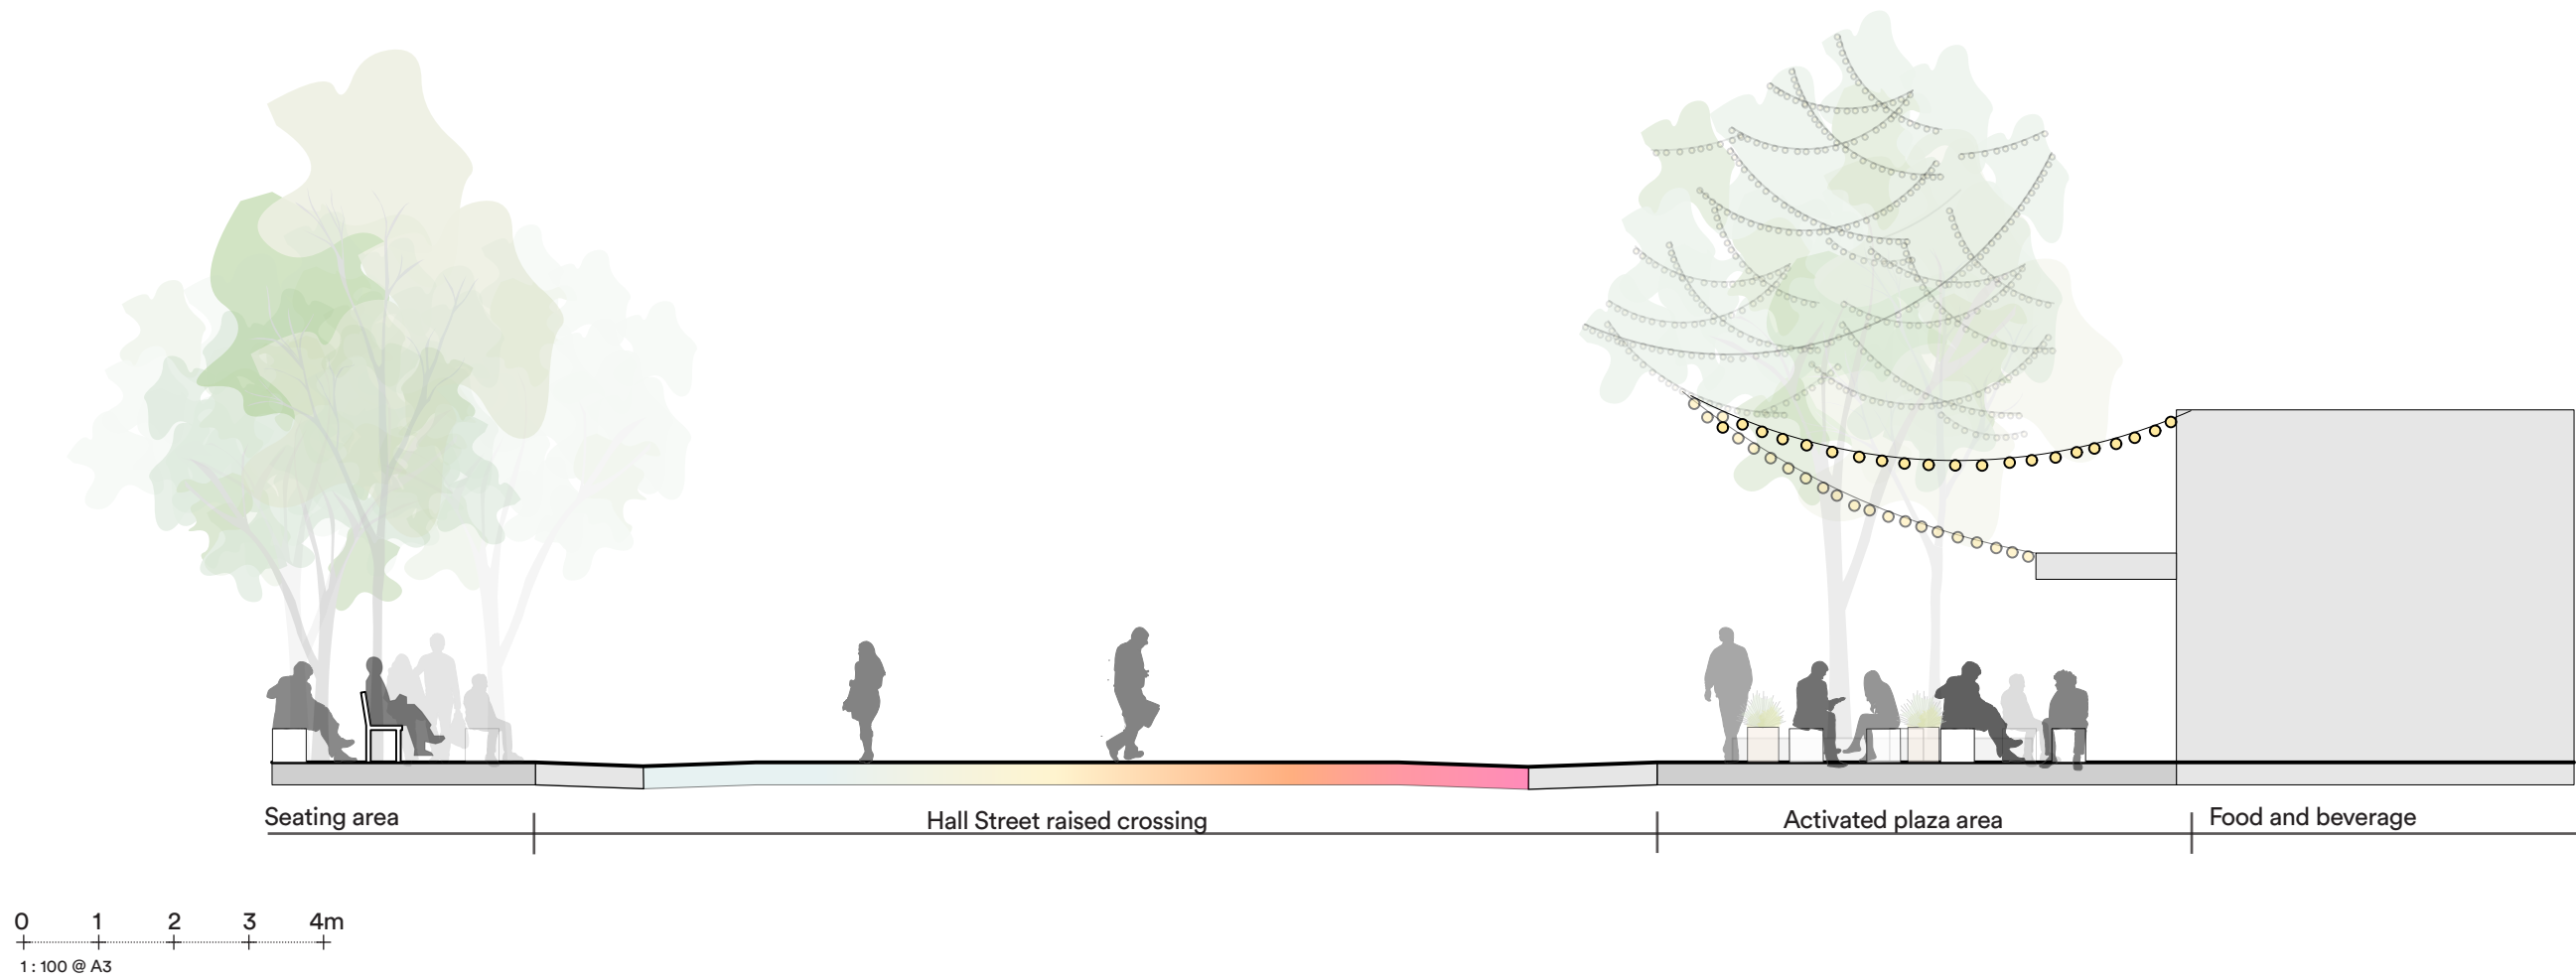 Seating area
Hall Street raised crossing
Activated plaza area
Food and beverage
0 1 2 3 4m
1 : 100 @ A3